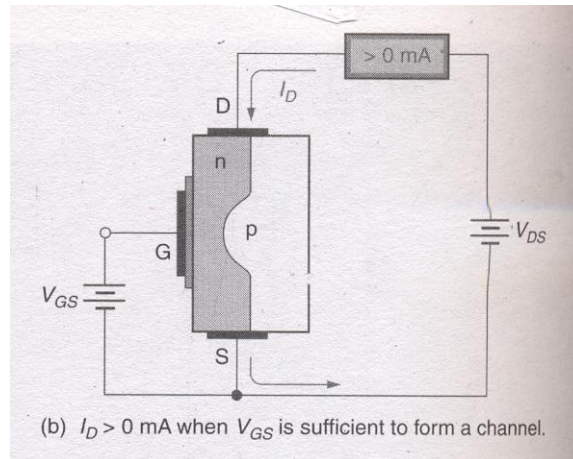 > 0 mA
I_D
D
n
p
G
V_DS
V_GS
S
(b) I_D > 0 mA when V_GS is sufficient to form a channel.